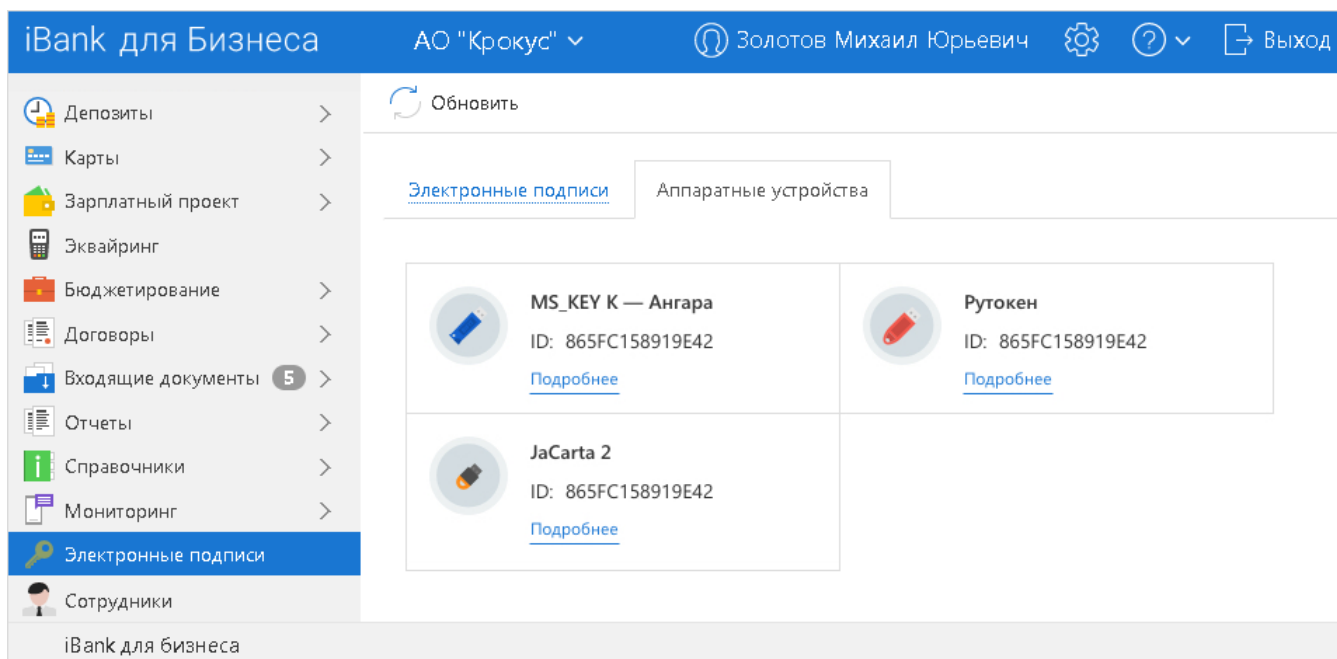 iBank для Бизнеса
АО "Крокус"
Золотов Михаил Юрьевич
?
Выход
Депозиты
Карты
Зарплатный проект
Эквайринг
Бюджетирование
Договоры
Входящие документы 5
Отчеты
Справочники
Мониторинг
Электронные подписи
Сотрудники
iBank для бизнеса
Обновить
Электронные подписи
Аппаратные устройства
MS_KEY K — Ангара
ID: 865FC158919E42
Подробнее
Рутокен
ID: 865FC158919E42
Подробнее
JaCarta 2
ID: 865FC158919E42
Подробнее